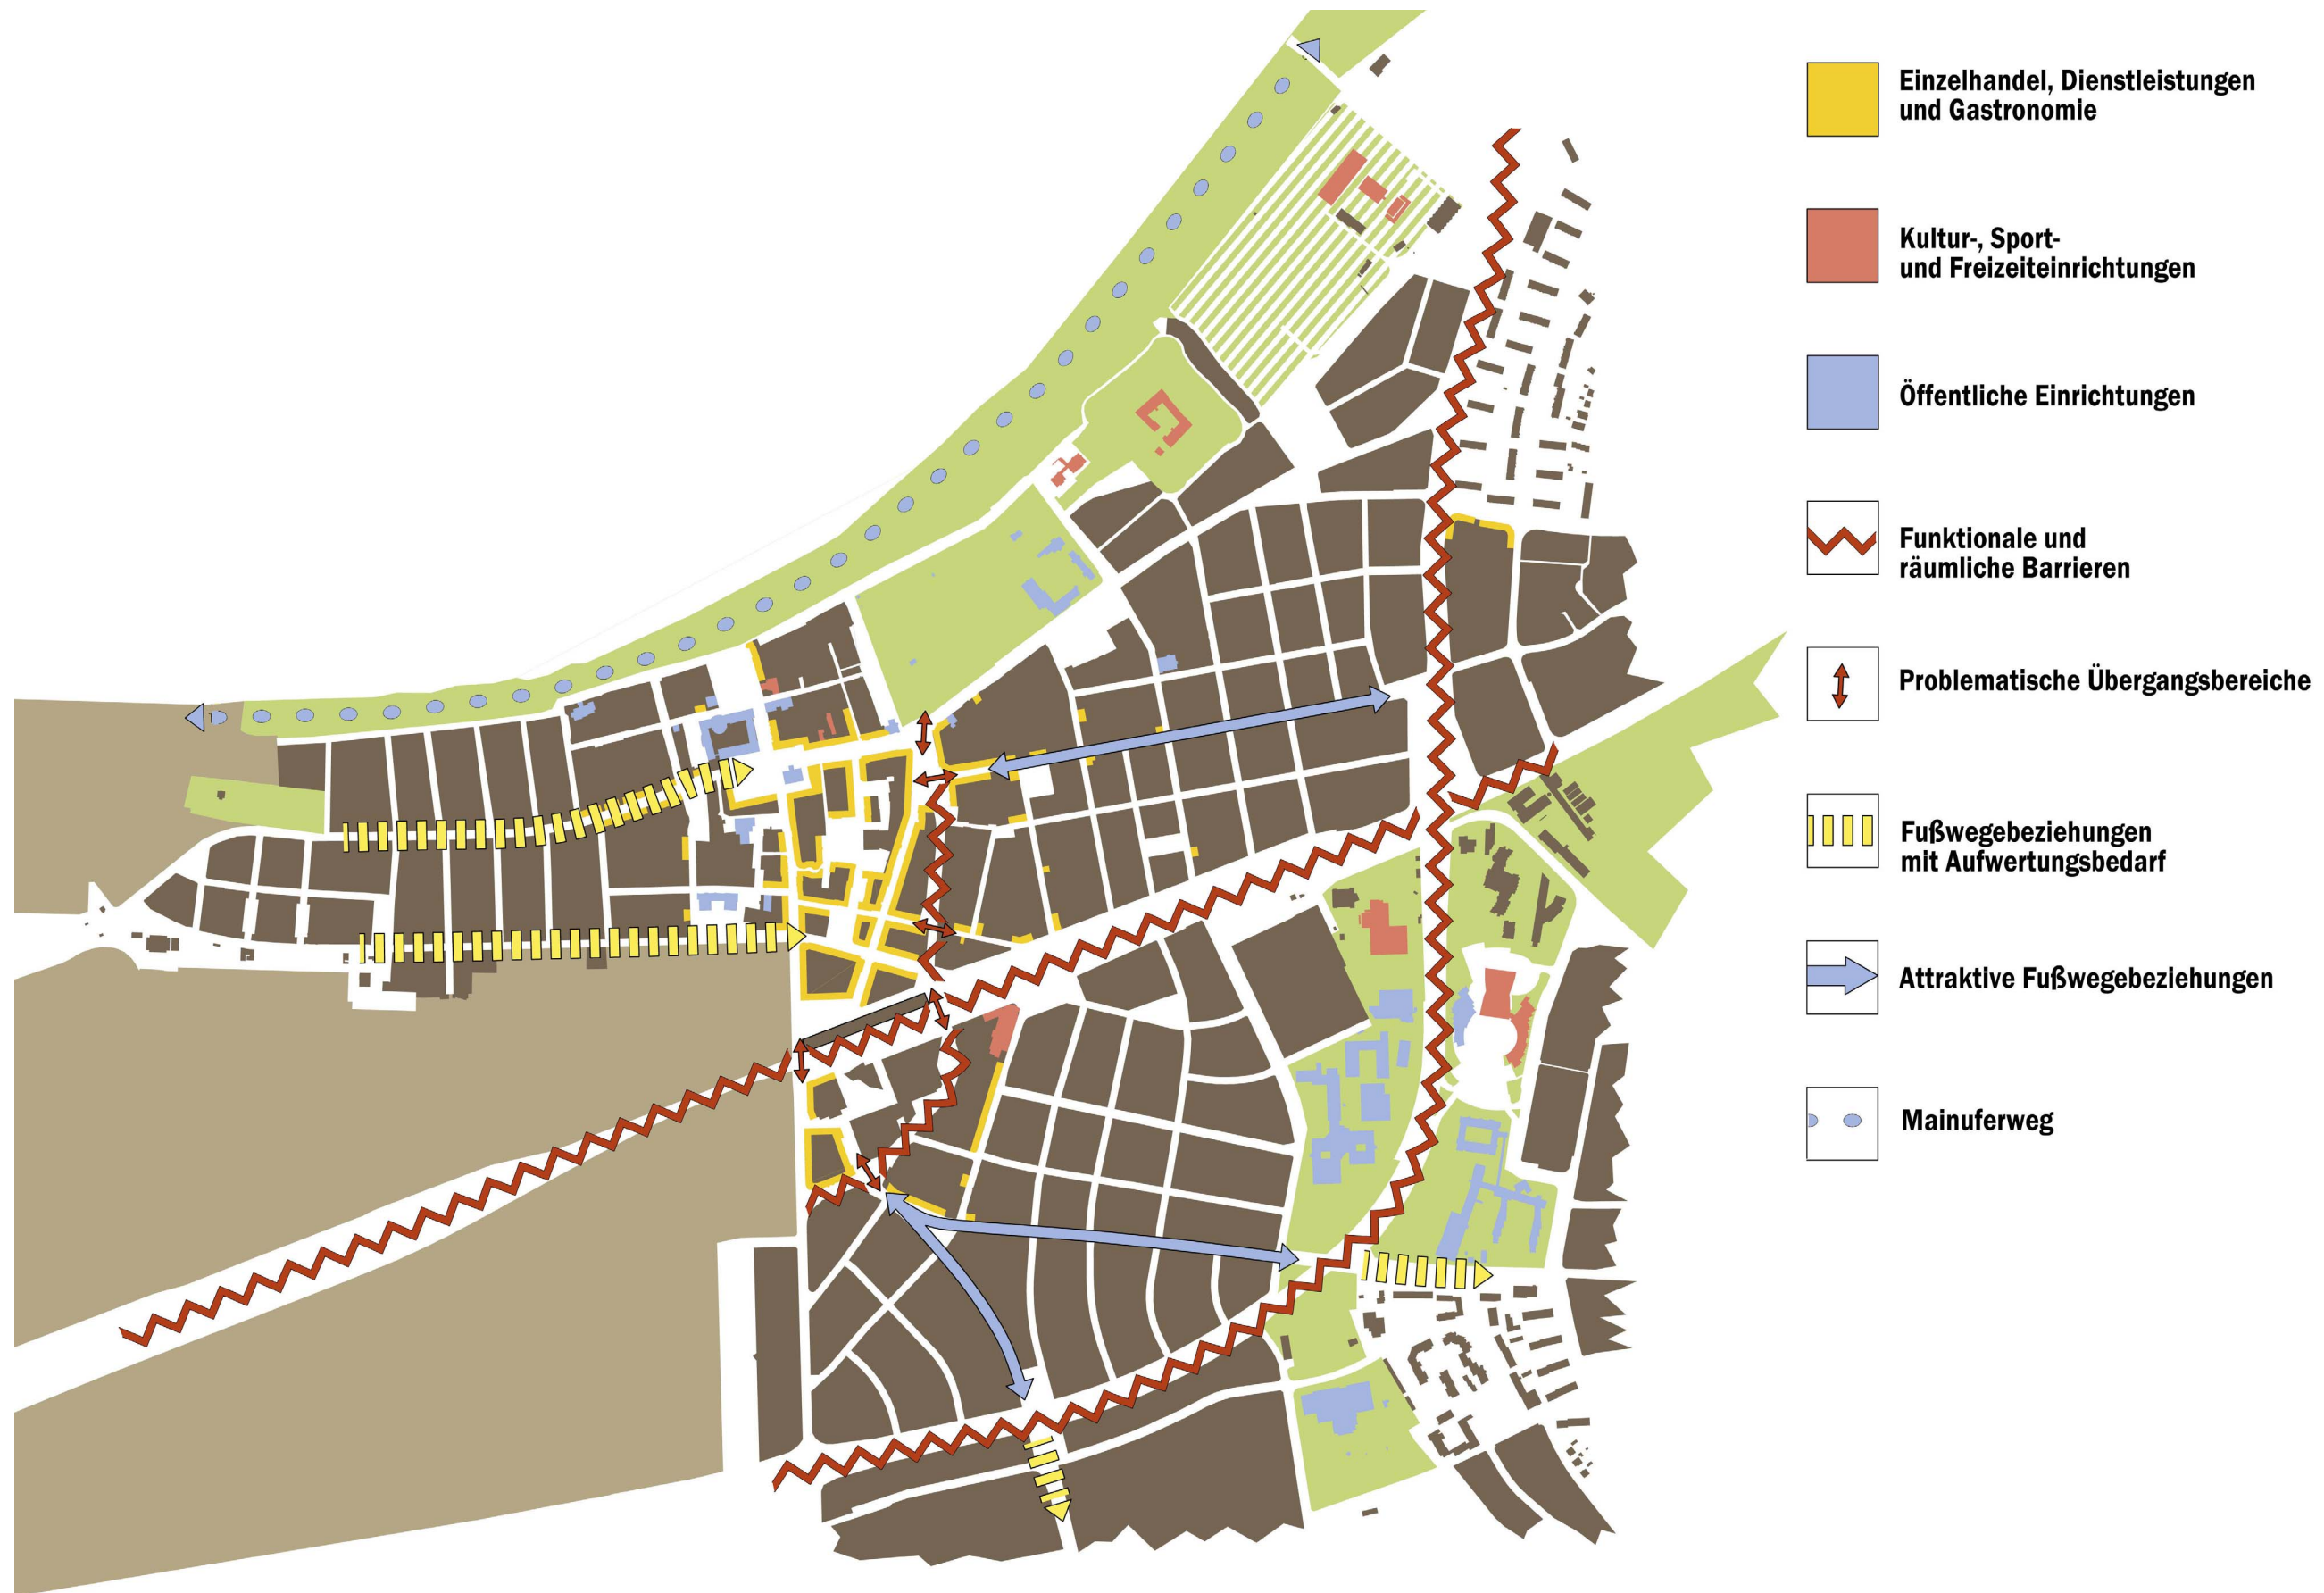 Einzelhandel, Dienstleistungen
und Gastronomie
Kultur-, Sport-
und Freizeiteinrichtungen
Öffentliche Einrichtungen
Funktionale und
räumliche Barrieren
Problematische Übergangsbereiche
Fußwegebeziehungen
mit Aufwertungsbedarf
Attraktive Fußwegebeziehungen
Mainuferweg